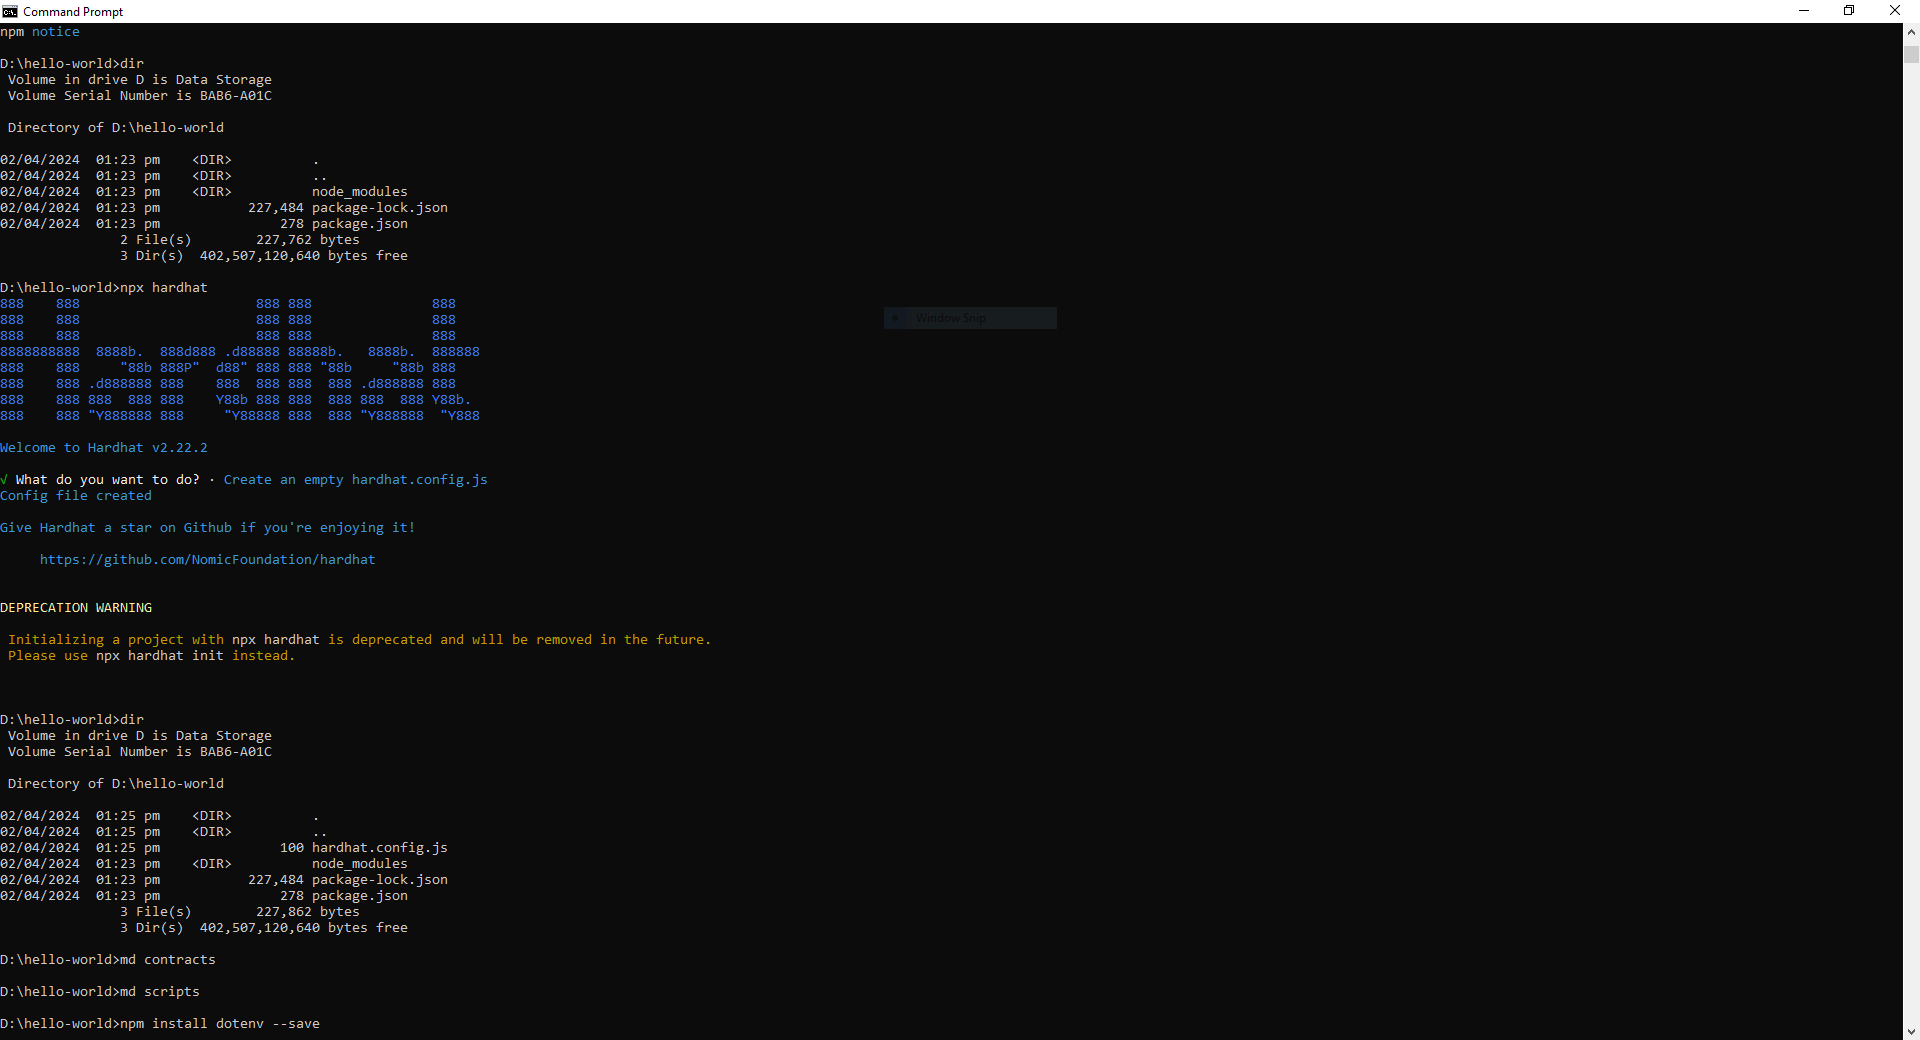 Command Prompt
npm notice
D:\hello-world>dir
 Volume in drive D is Data Storage
 Volume Serial Number is BAB6-A01C
 Directory of D:\hello-world
02/04/2024  01:23 pm    <DIR>          .
02/04/2024  01:23 pm    <DIR>          ..
02/04/2024  01:23 pm    <DIR>          node_modules
02/04/2024  01:23 pm           227,484 package-lock.json
02/04/2024  01:23 pm               278 package.json
               2 File(s)        227,762 bytes
               3 Dir(s)  402,507,120,640 bytes free
D:\hello-world>npx hardhat
888    888                      888 888               888
888    888                      888 888               888
888    888                      888 888               888
8888888888  8888b.  888d888 .d88888 88888b.   8888b.  888888
888    888     "88b 888P"  d88" 888 888 "88b     "88b 888
888    888 .d888888 888    888  888 888  888 .d888888 888
888    888 888  888 888    Y88b 888 888  888 888  888 Y88b.
888    888 "Y888888 888     "Y88888 888  888 "Y888888  "Y888
Window Snip
Welcome to Hardhat v2.22.2
√ What do you want to do? · Create an empty hardhat.config.js
Config file created
Give Hardhat a star on Github if you're enjoying it!
     https://github.com/NomicFoundation/hardhat
DEPRECATION WARNING
 Initializing a project with npx hardhat is deprecated and will be removed in the future.
 Please use npx hardhat init instead.
D:\hello-world>dir
 Volume in drive D is Data Storage
 Volume Serial Number is BAB6-A01C
 Directory of D:\hello-world
02/04/2024  01:25 pm    <DIR>          .
02/04/2024  01:25 pm    <DIR>          ..
02/04/2024  01:25 pm               100 hardhat.config.js
02/04/2024  01:23 pm    <DIR>          node_modules
02/04/2024  01:23 pm           227,484 package-lock.json
02/04/2024  01:23 pm               278 package.json
               3 File(s)        227,862 bytes
               3 Dir(s)  402,507,120,640 bytes free
D:\hello-world>md contracts
D:\hello-world>md scripts
D:\hello-world>npm install dotenv --save